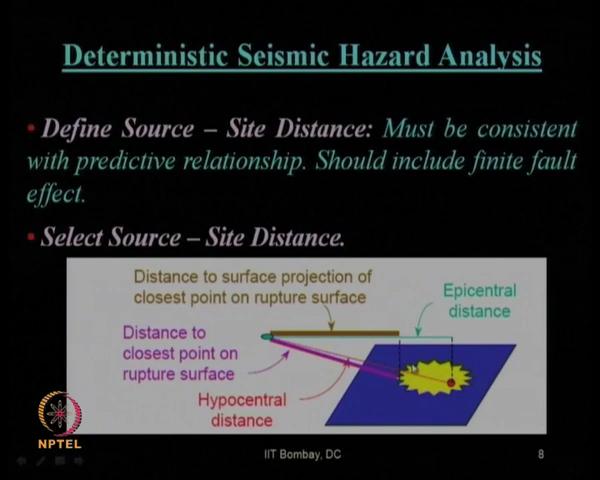 Deterministic Seismic Hazard Analysis
• Define Source – Site Distance: Must be consistent
with predictive relationship. Should include finite fault
effect.
• Select Source – Site Distance.
Distance to surface projection of
closest point on rupture surface
Epicentral
distance
Distance to
closest point on
rupture surface
Hypocentral
distance
NPTEL
IIT Bombay, DC
8